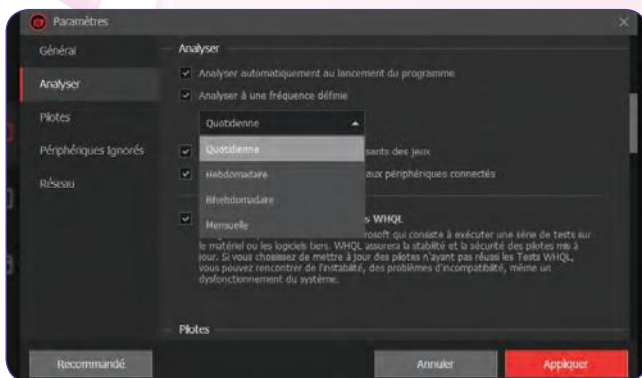 Paramètres
Général
Analyser
Pilotes
Périphériques Ignorés
Réseau
Analyser
Analyser automatiquement au lancement du programme
Analyser à une fréquence définie
Quotidienne
Quotidienne
Hebdomadaire
Bihebdomadaire
Mensuelle
sants des jeux
aux périphériques connectés
s WHQL
rosoft qui consiste à exécuter une série de tests sur
le matériel ou les logiciels tiers. WHQL assurera la stabilité et la sécurité des pilotes mis à
jour. Si vous choisissez de mettre à jour des pilotes n'ayant pas réussi les Tests WHQL,
vous pouvez rencontrer de l'instabilité, des problèmes d'incompatibilité, même un
dysfonctionnement du système.
Pilotes
Recommandé
Annuler
Appliquer